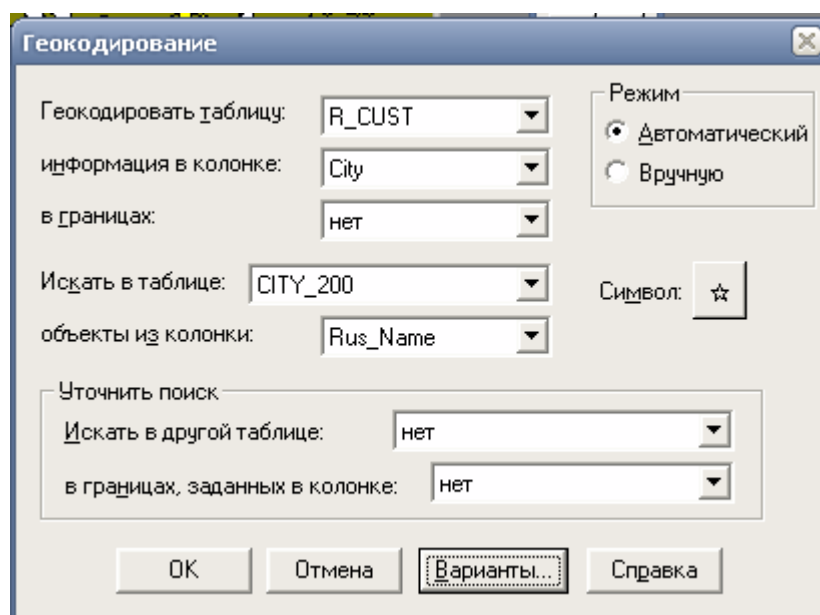 Геокодирование
Геокодировать таблицу: R_CUST
информация в колонке: City
в границах: нет
Режим
Автоматический
Вручную
Искать в таблице: CITY_200
объекты из колонки: Rus_Name
Символ:
Уточнить поиск
Искать в другой таблице: нет
в границах, заданных в колонке: нет
OK Отмена Варианты... Справка